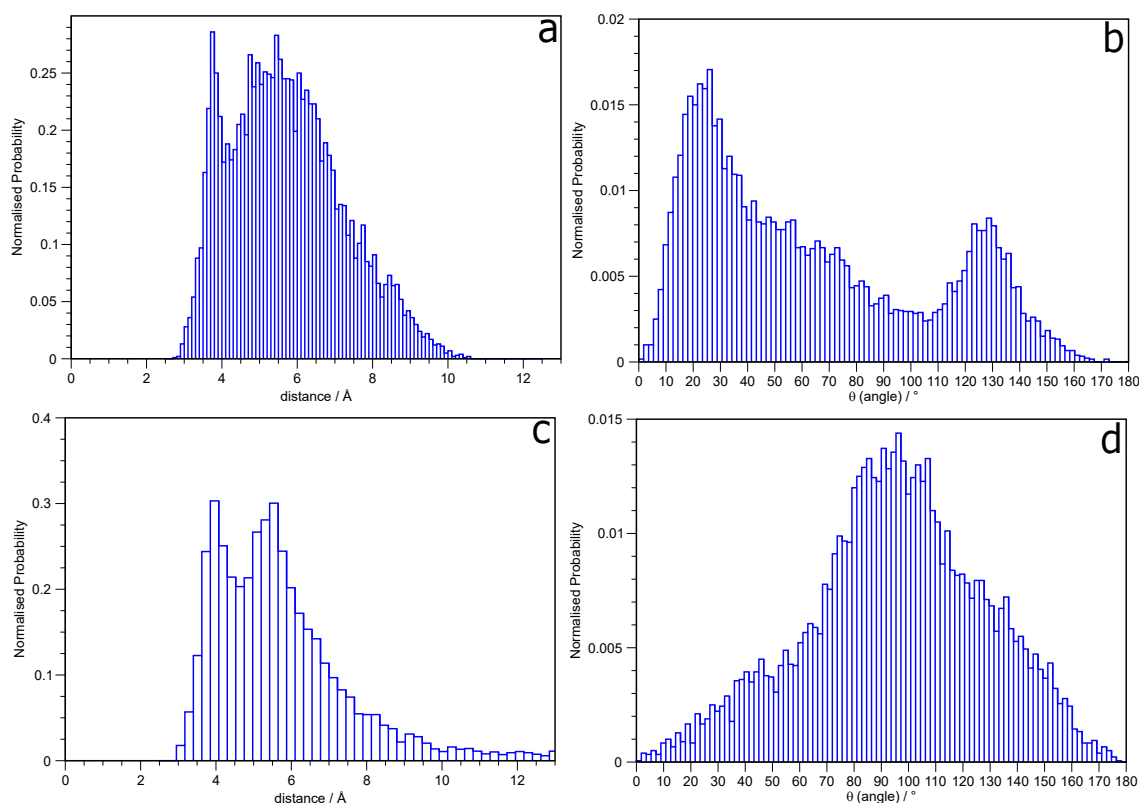 a
Normalised Probability
0.25
0.2
0.15
0.1
0.05
0
0 2 4 6 8 10 12
distance / Å
b
Normalised Probability
0.02
0.015
0.01
0.005
0
0 10 20 30 40 50 60 70 80 90 100 110 120 130 140 150 160 170 180
θ (angle) / °
c
Normalised Probability
0.4
0.3
0.2
0.1
0
0 2 4 6 8 10 12
distance / Å
d
Normalised Probability
0.015
0.01
0.005
0
0 10 20 30 40 50 60 70 80 90 100 110 120 130 140 150 160 170 180
θ (angle) / °